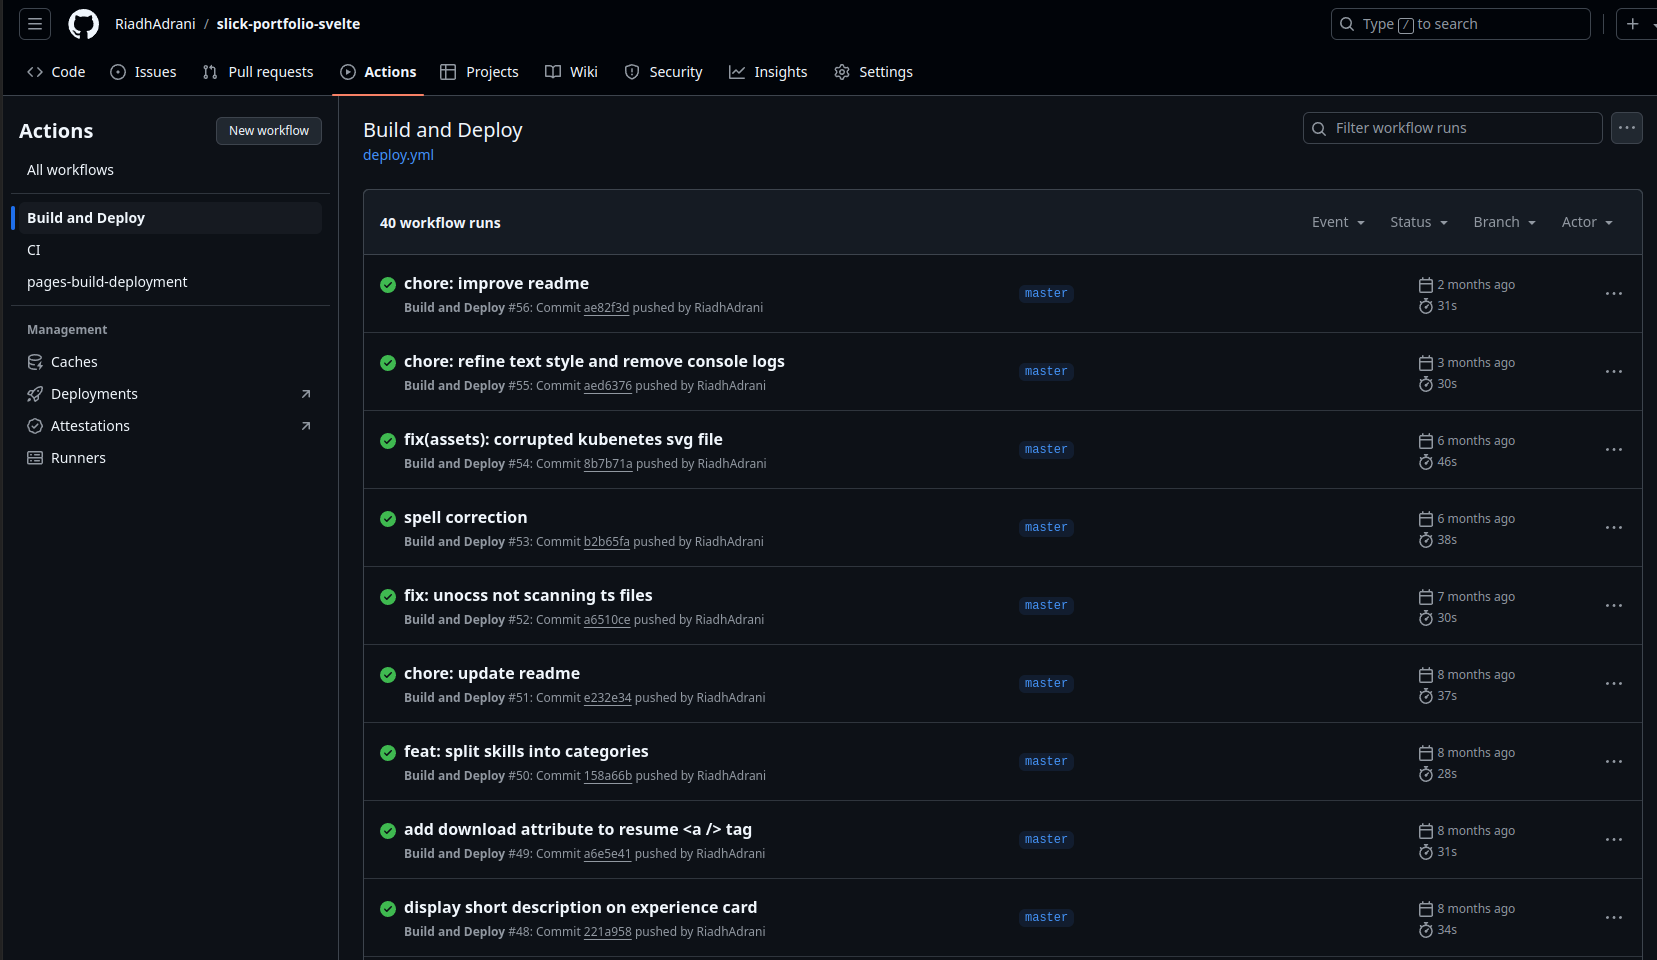 RiadhAdrani / slick-portfolio-svelte
Type / to search
Code Issues Pull requests Actions Projects Wiki Security Insights Settings
Actions
New workflow
All workflows
Build and Deploy
CI
pages-build-deployment
Management
Caches
Deployments
Attestations
Runners
Build and Deploy
deploy.yml
Filter workflow runs
40 workflow runs
Event Status Branch Actor
chore: improve readme
Build and Deploy #56: Commit ae82f3d pushed by RiadhAdrani
master
2 months ago
31s
chore: refine text style and remove console logs
Build and Deploy #55: Commit aed6376 pushed by RiadhAdrani
master
3 months ago
30s
fix(assets): corrupted kubenetes svg file
Build and Deploy #54: Commit 8b7b71a pushed by RiadhAdrani
master
6 months ago
46s
spell correction
Build and Deploy #53: Commit b2b65fa pushed by RiadhAdrani
master
6 months ago
38s
fix: unocss not scanning ts files
Build and Deploy #52: Commit a6510ce pushed by RiadhAdrani
master
7 months ago
30s
chore: update readme
Build and Deploy #51: Commit e232e34 pushed by RiadhAdrani
master
8 months ago
37s
feat: split skills into categories
Build and Deploy #50: Commit 158a66b pushed by RiadhAdrani
master
8 months ago
28s
add download attribute to resume <a /> tag
Build and Deploy #49: Commit a6e5e41 pushed by RiadhAdrani
master
8 months ago
31s
display short description on experience card
Build and Deploy #48: Commit 221a958 pushed by RiadhAdrani
master
8 months ago
34s